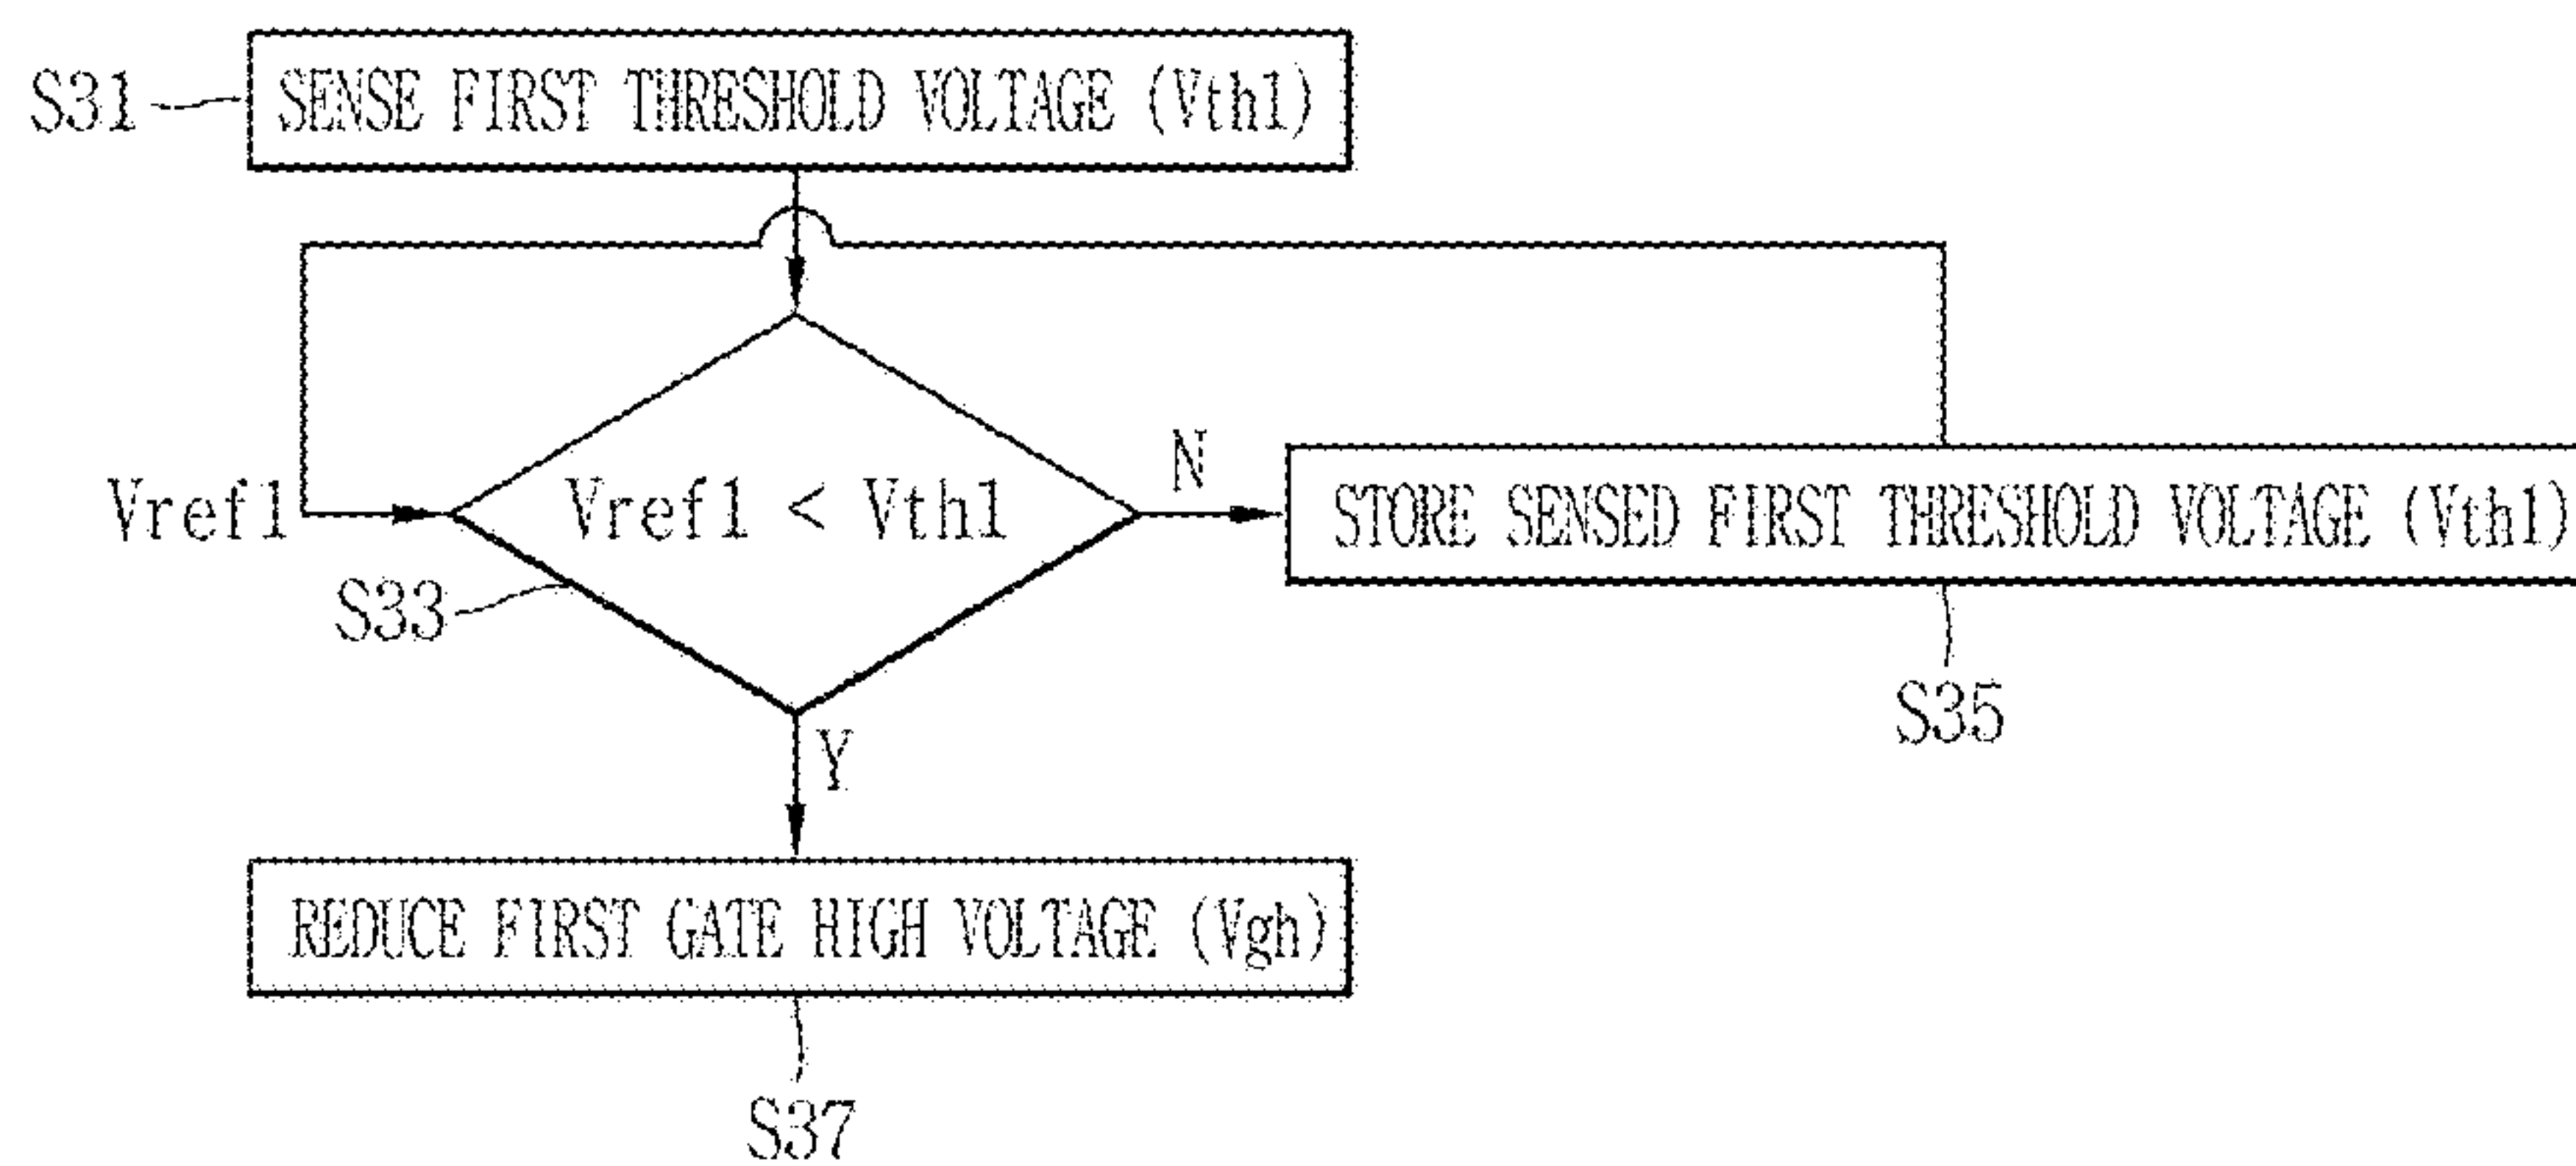 S31
SENSE FIRST THRESHOLD VOLTAGE (Vth1)
Vref1
Vref1 < Vth1
N
STORE SENSED FIRST THRESHOLD VOLTAGE (Vth1)
S33
S35
Y
REDUCE FIRST GATE HIGH VOLTAGE (Vgh)
S37